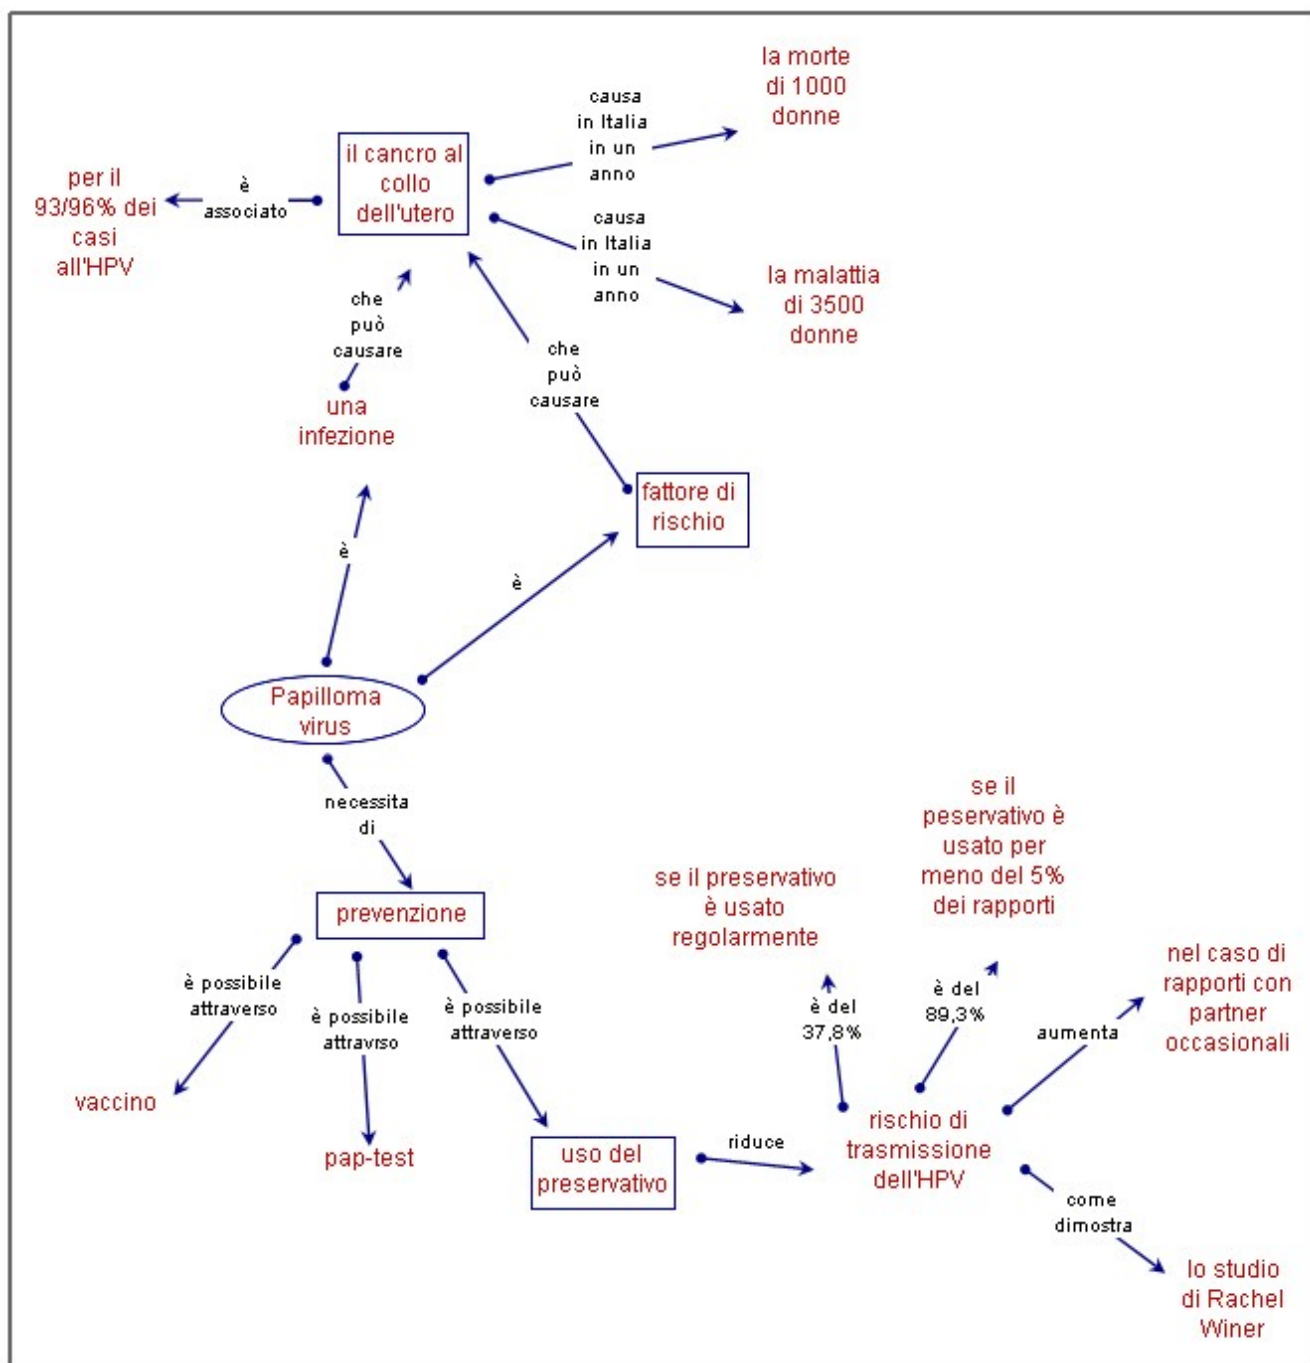 la morte
di 1000
donne
causa
in Italia
in un
anno
il cancro al
collo
dell'utero
è
associato
per il
93/96% dei
casi
all'HPV
causa
in Italia
in un
anno
la malattia
di 3500
donne
che
può
causare
che
può
causare
una
infezione
fattore di
rischio
è
è
Papilloma
virus
necessita
di
prevenzione
è possibile
attraverso
è possibile
attravrso
è possibile
attraverso
vaccino
pap-test
uso del
preservativo
riduce
rischio di
trasmissione
dell'HPV
è del
37,8%
se il preservativo
è usato
regolarmente
è del
89,3%
se il
peservativo è
usato per
meno del 5%
dei rapporti
aumenta
nel caso di
rapporti con
partner
occasionali
come
dimostra
lo studio
di Rachel
Winer